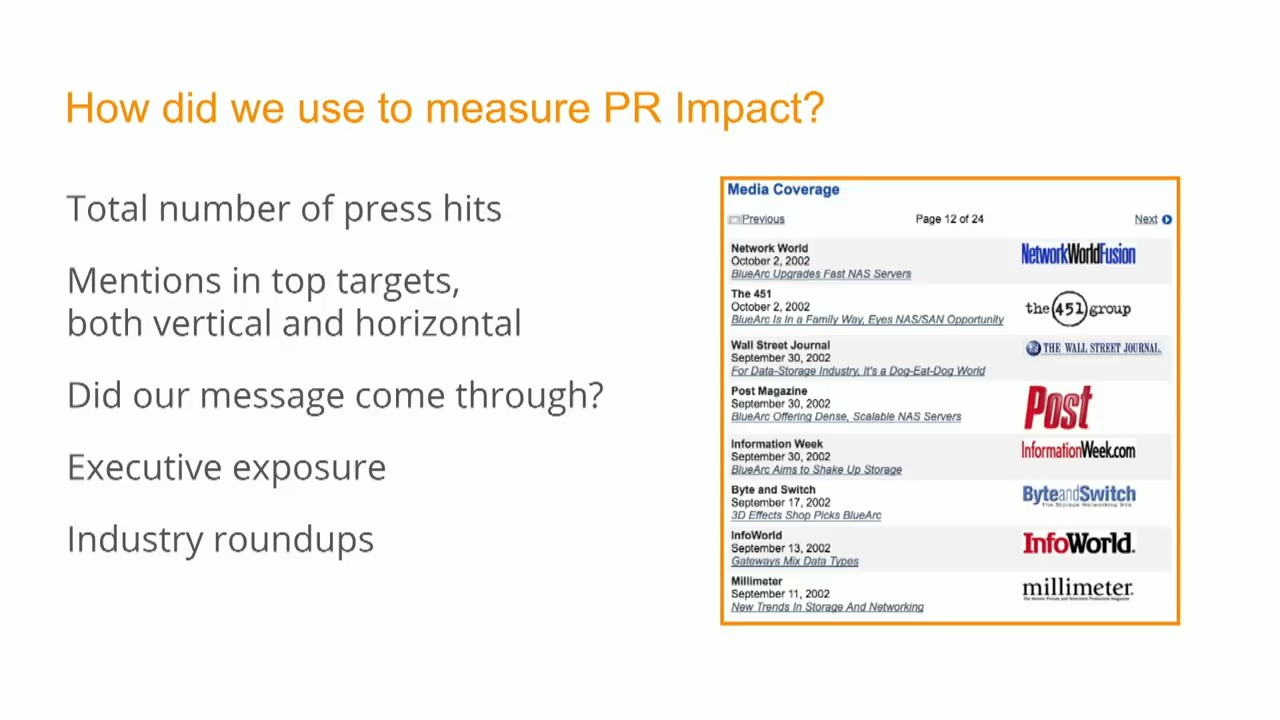 How did we use to measure PR Impact?
Total number of press hits
Mentions in top targets,
both vertical and horizontal
Did our message come through?
Executive exposure
Industry roundups
Media Coverage
Previous Page 12 of 24 Next
Network World
October 2, 2002
BlueArc Upgrades Fast NAS Servers
NetworkWorldFusion
The 451
October 2, 2002
BlueArc Is In a Family Way, Eyes NAS/SAN Opportunity
the 451 group
Wall Street Journal
September 30, 2002
For Data-Storage Industry, It's a Dog-Eat-Dog World
THE WALL STREET JOURNAL.
Post Magazine
September 30, 2002
BlueArc Offering Dense, Scalable NAS Servers
Post
Information Week
September 30, 2002
BlueArc Aims to Shake Up Storage
InformationWeek.com
Byte and Switch
September 17, 2002
3D Effects Shop Picks BlueArc
ByteandSwitch
The Storage Networking Site
InfoWorld
September 13, 2002
Gateways Mix Data Types
InfoWorld.
Millimeter
September 11, 2002
New Trends In Storage And Networking
millimeter.